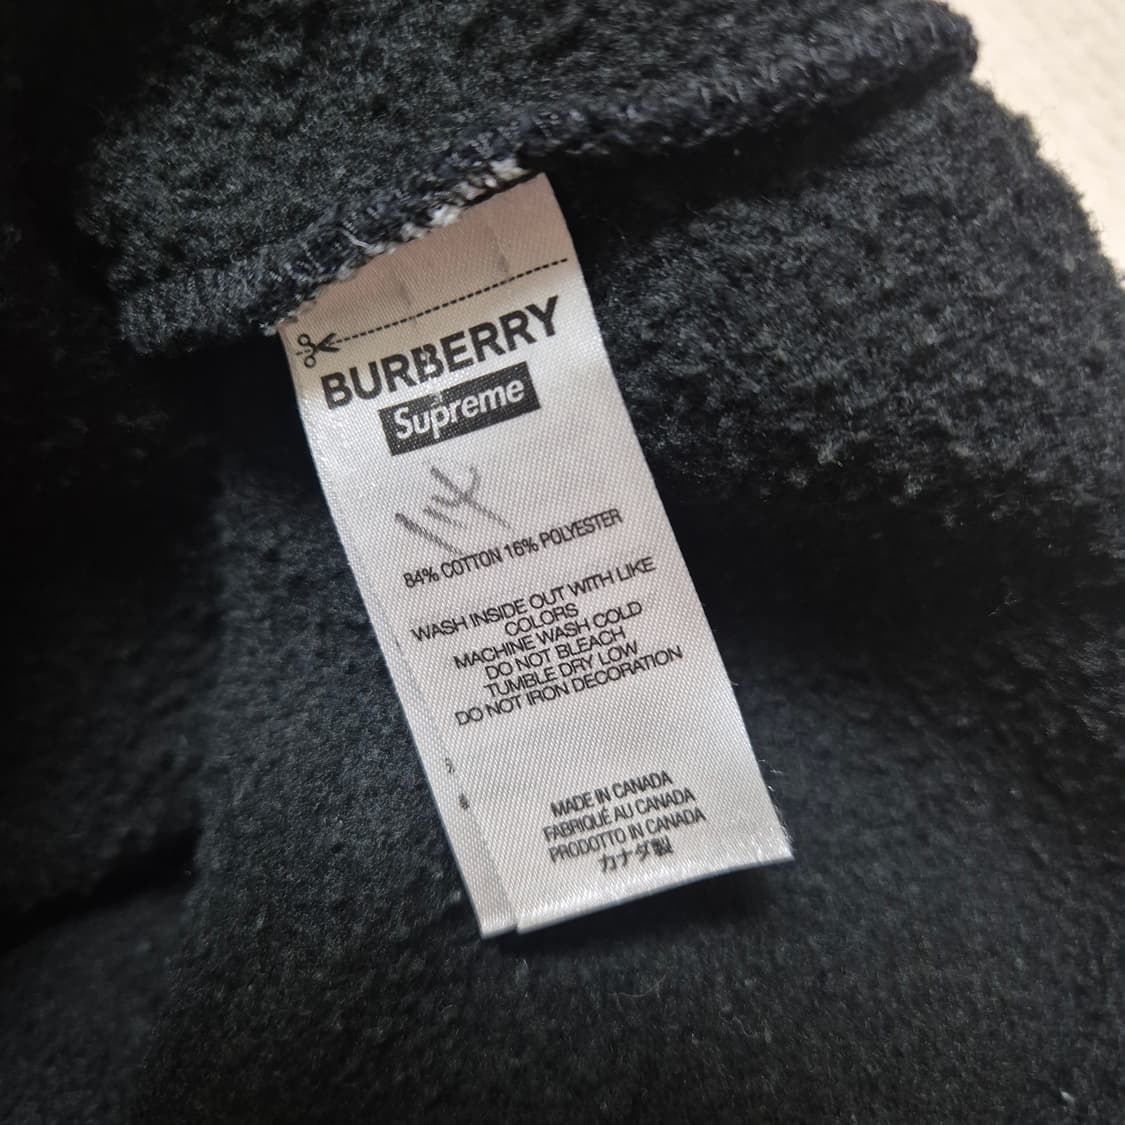 BURBERRY
Supreme
84% COTTON 16% POLYESTER
WASH INSIDE OUT WITH LIKE
COLORS
MACHINE WASH COLD
DO NOT BLEACH
TUMBLE DRY LOW
DO NOT IRON DECORATION
MADE IN CANADA
FABRIQUÉ AU CANADA
PRODOTTO IN CANADA
カナダ製